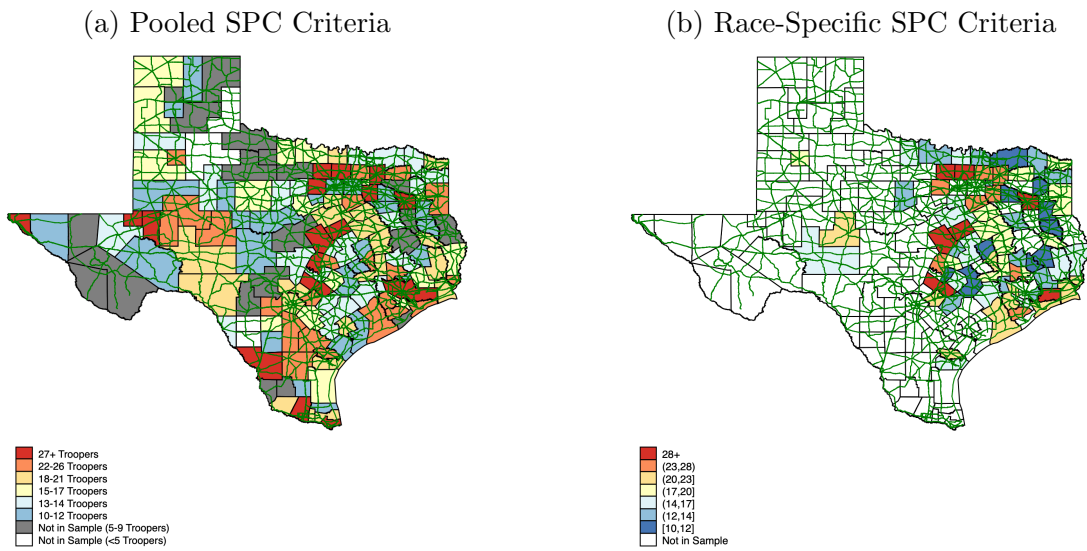 (a) Pooled SPC Criteria
(b) Race-Specific SPC Criteria
27+ Troopers
22-26 Troopers
18-21 Troopers
15-17 Troopers
13-14 Troopers
10-12 Troopers
Not in Sample (5-9 Troopers)
Not in Sample (<5 Troopers)
28+
(23,28)
(20,23]
(17,20]
(14,17]
(12,14]
[10,12]
Not in Sample